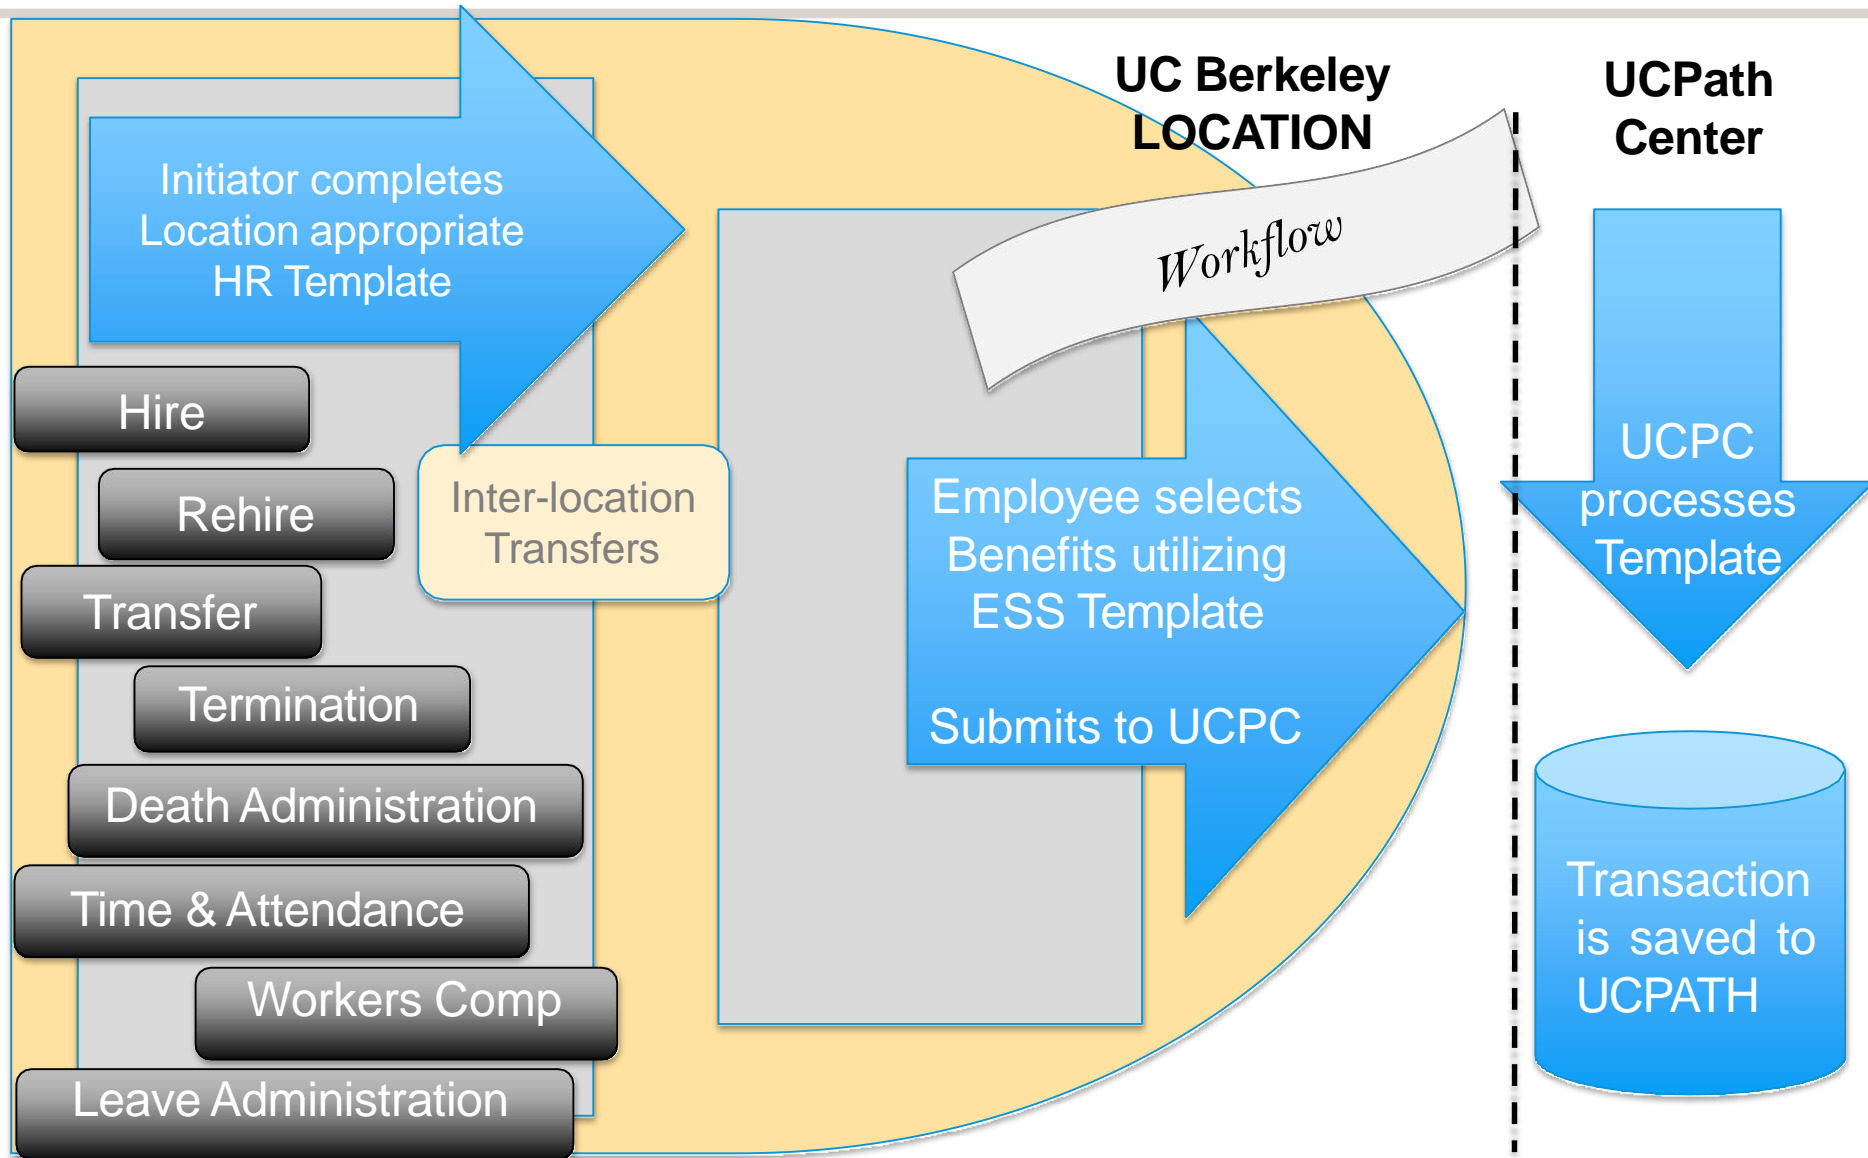 UC Berkeley
LOCATION
UCPath
Center
Initiator completes
Location appropriate
HR Template
Workflow
Hire
Rehire
Transfer
Termination
Death Administration
Time & Attendance
Workers Comp
Leave Administration
Inter-location
Transfers
Employee selects
Benefits utilizing
ESS Template
Submits to UCPC
UCPC
processes
Template
Transaction
is saved to
UCPATH